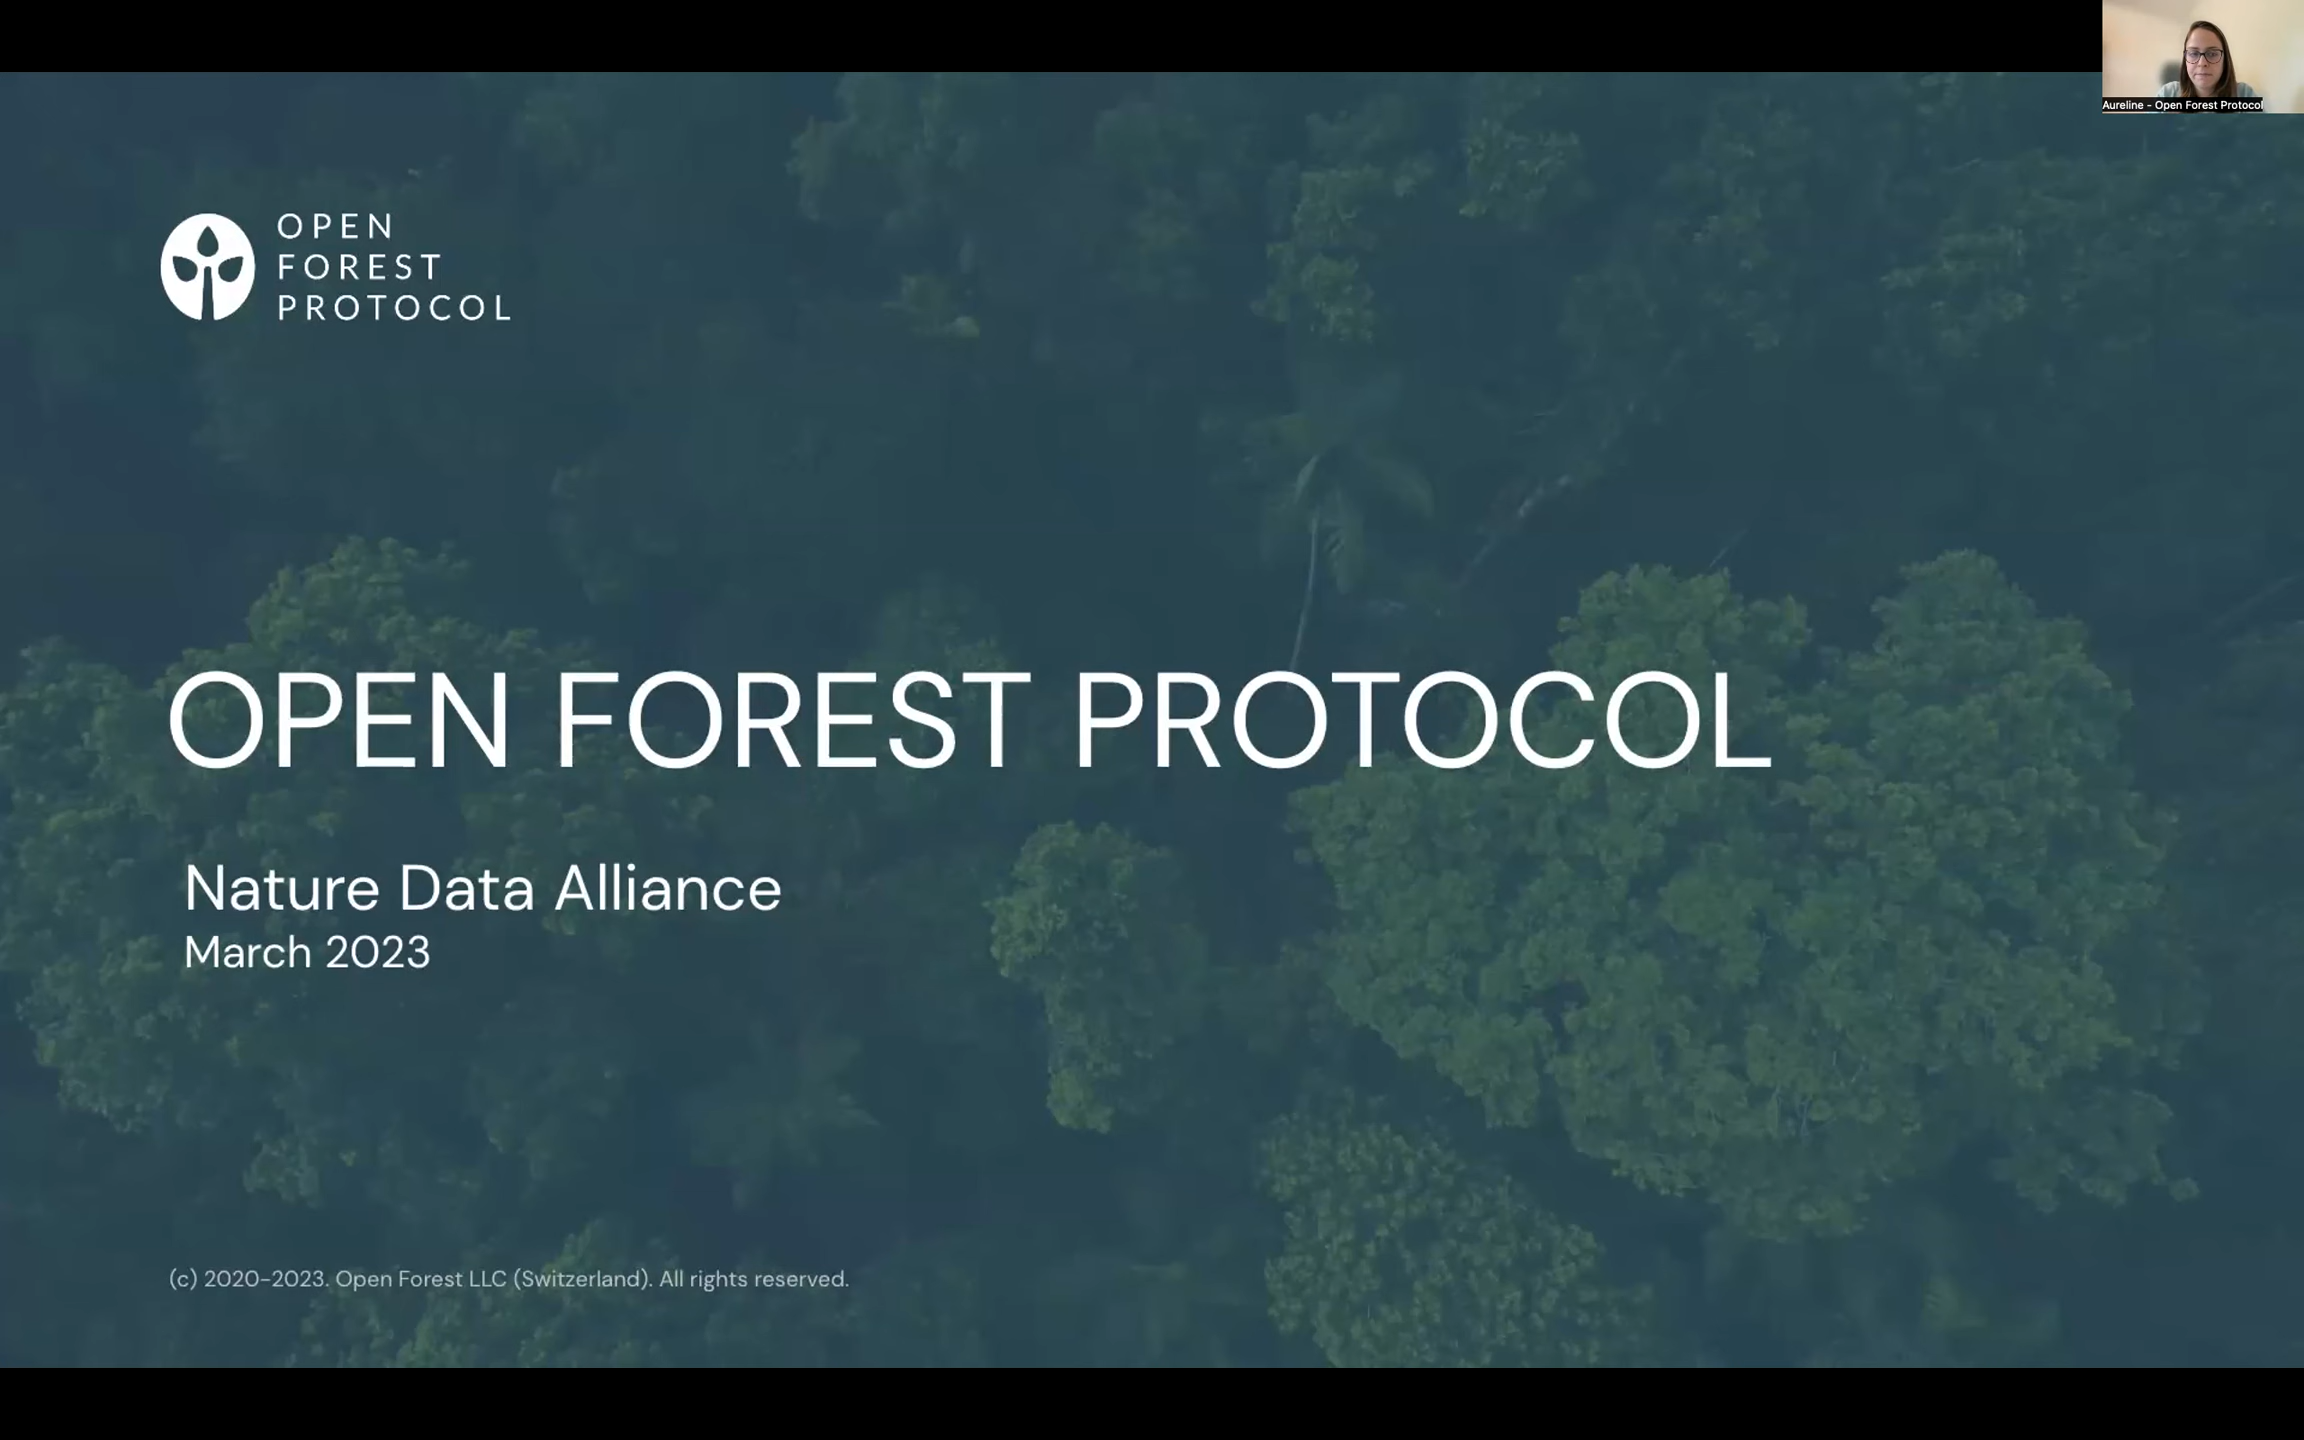 Aureline - Open Forest Protocol
OPEN
FOREST
PROTOCOL
OPEN FOREST PROTOCOL
Nature Data Alliance
March 2023
(c) 2020-2023. Open Forest LLC (Switzerland). All rights reserved.